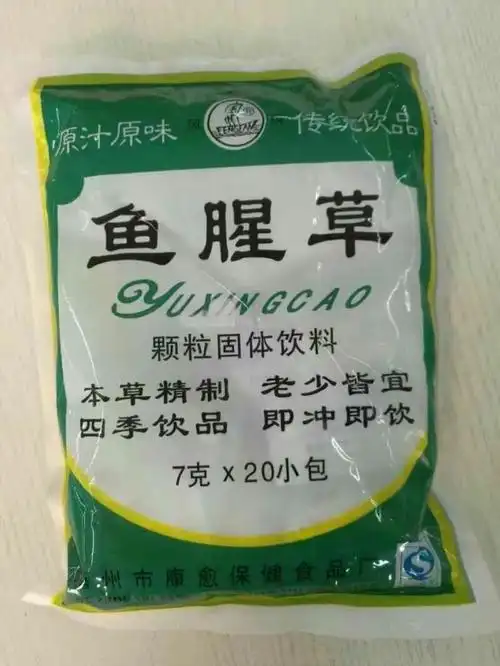 原汁原味 传统饮品
鱼腥草
YUXINGCAO
颗粒固体饮料
本草精制 老少皆宜
四季饮品 即冲即饮
7克 x 20小包
州市康愈保健食品厂